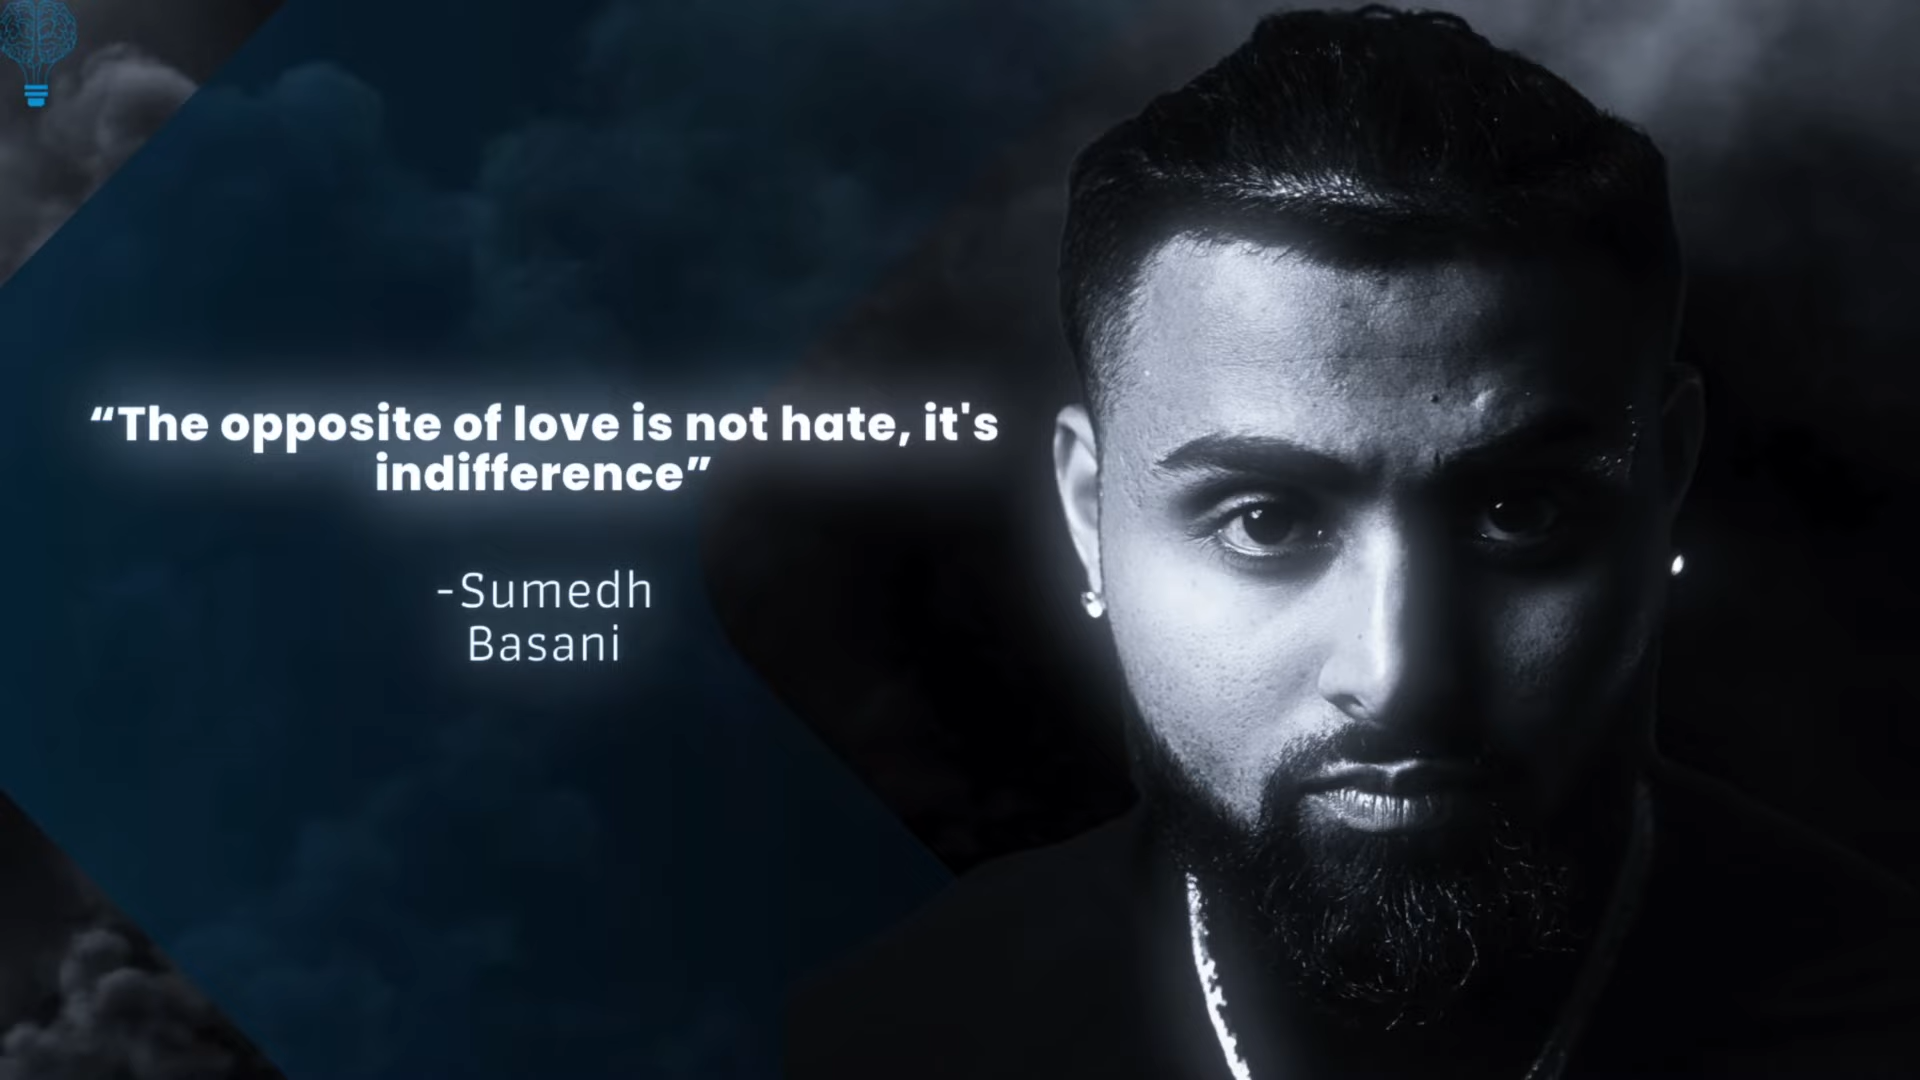 “The opposite of love is not hate, it's
indifference”
-Sumedh
Basani